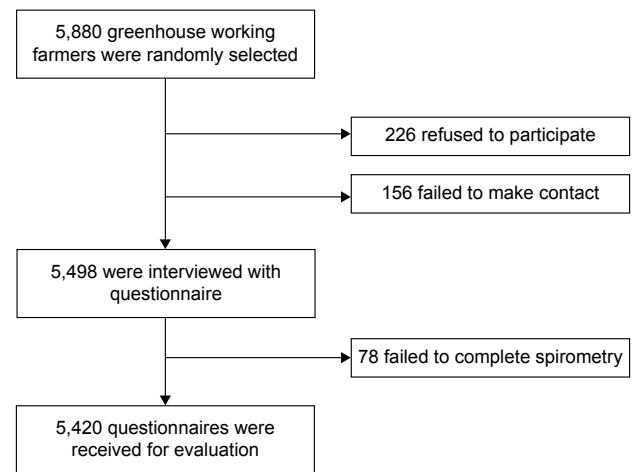 5,880 greenhouse working
farmers were randomly selected
226 refused to participate
156 failed to make contact
5,498 were interviewed with
questionnaire
78 failed to complete spirometry
5,420 questionnaires were
received for evaluation